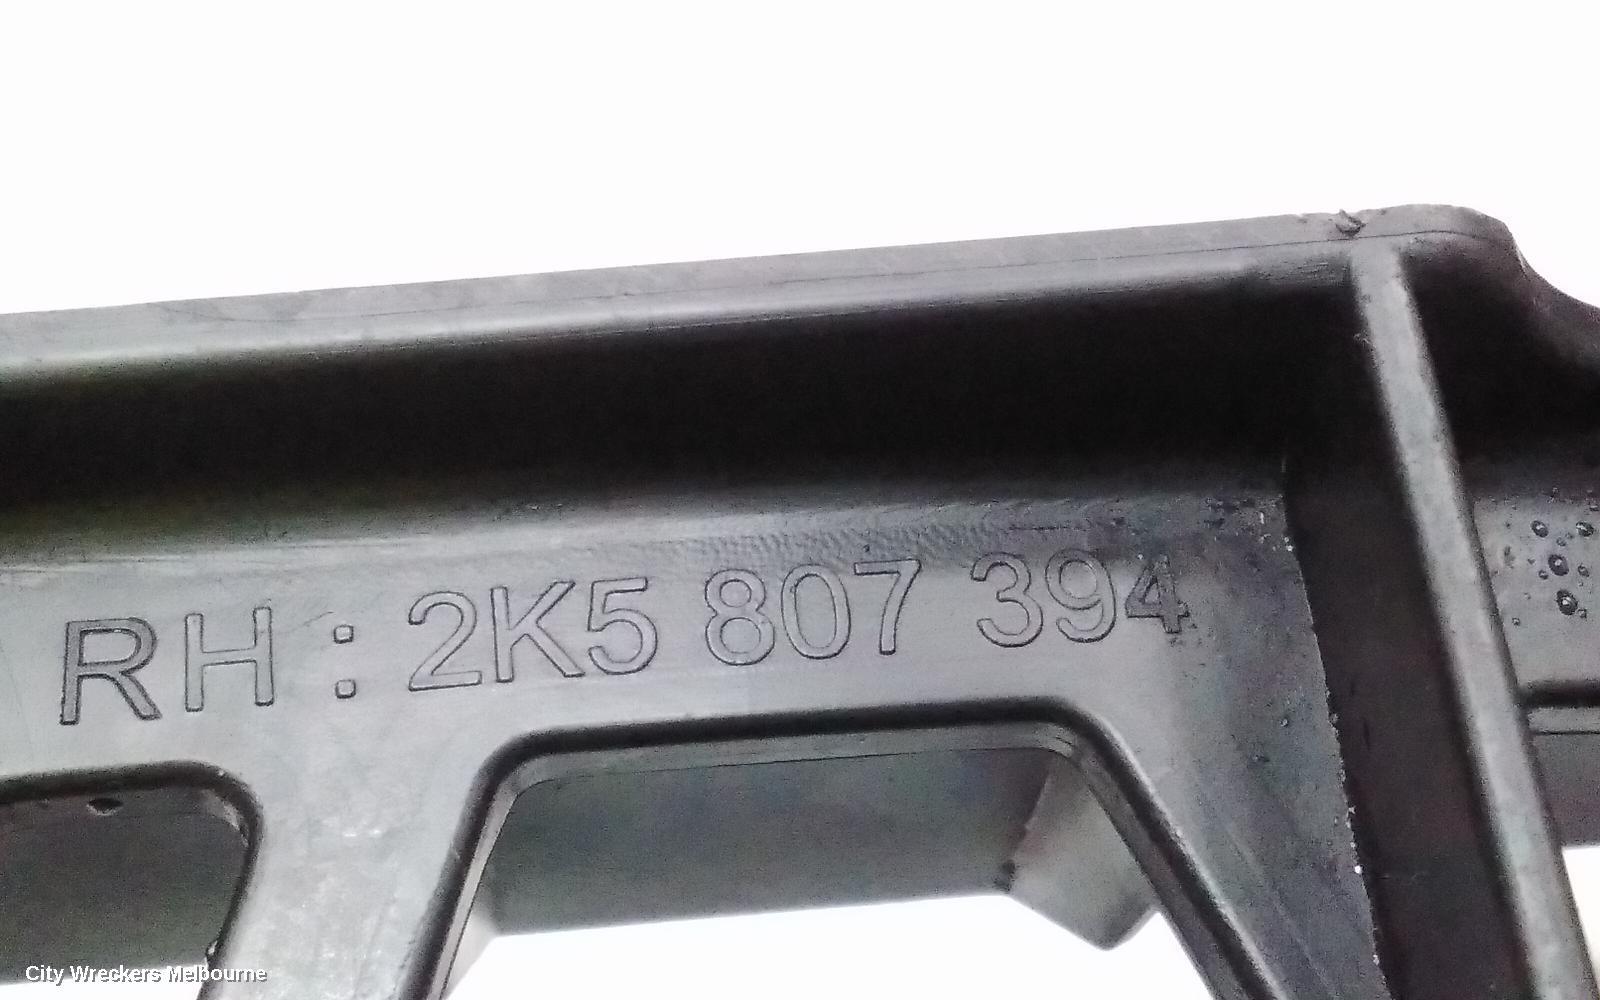 RH : 2K5 807 394
City Wreckers Melbourne